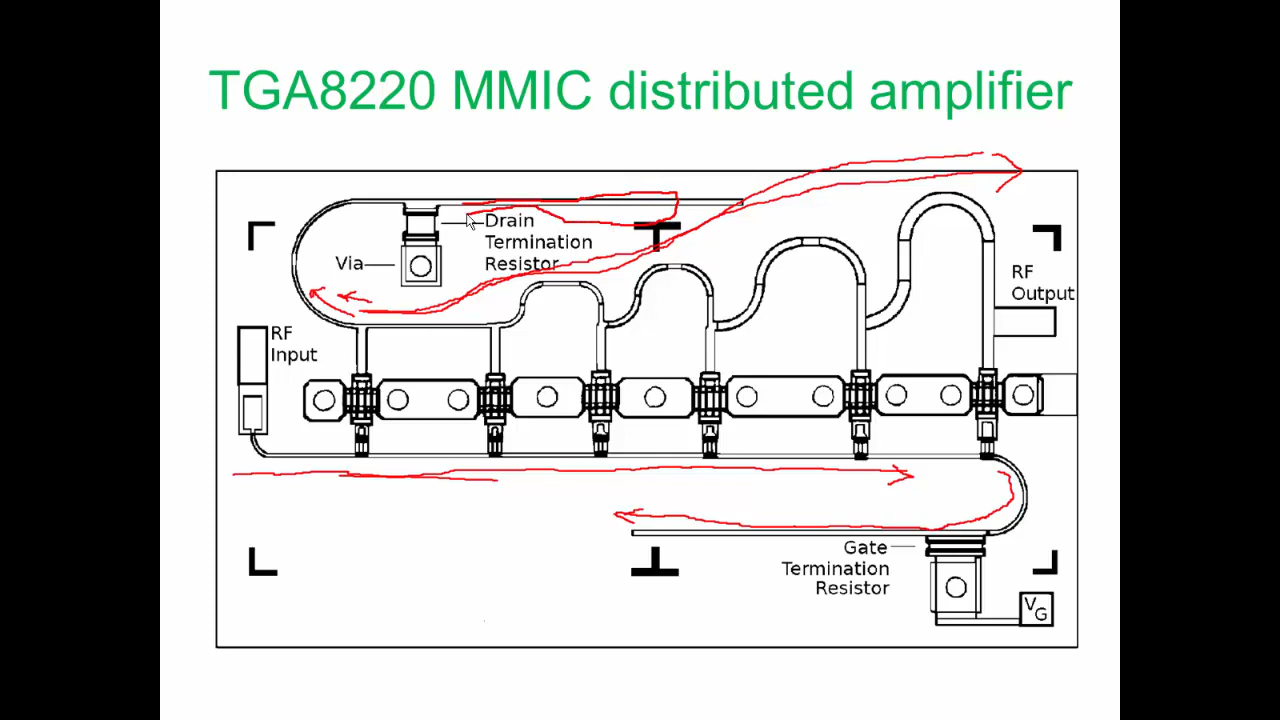 TGA8220 MMIC distributed amplifier
Drain
Termination
Resistor
Via
RF
Output
RF
Input
Gate
Termination
Resistor
VG